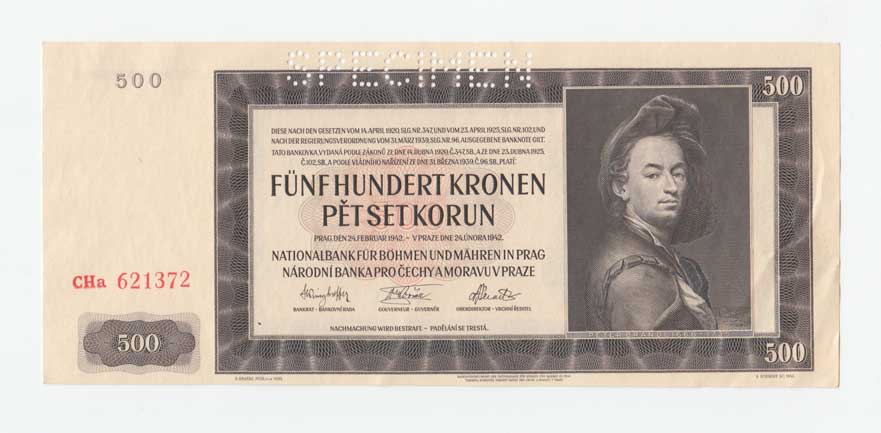 SPECIMEN
500
500
DIESE NACH DEN GESETZEN VOM 14. APRIL 1920, SLG. NR. 347, UND VOM 23. APRIL 1925, SLG. NR. 102, UND
NACH DER REGIERUNGSVERORDNUNG VOM 31. MÄRZ 1939, SLG. NR. 96, AUSGEGEBENE BANKNOTE GILT.
TATO BANKOVKA, VYDANÁ PODLE ZÁKONŮ ZE DNE 14. DUBNA 1920, Č. 347, SB., A ZE DNE 23. DUBNA 1925,
Č. 102, SB., A PODLE VLÁDNÍHO NAŘÍZENÍ ZE DNE 31. BŘEZNA 1939, Č. 96, SB., PLATÍ
FÜNF HUNDERT KRONEN
PĚT SET KORUN
PRAG, DEN 24. FEBRUAR 1942. – V PRAZE DNE 24. ÚNORA 1942.
NATIONALBANK FÜR BÖHMEN UND MÄHREN IN PRAG
NÁRODNÍ BANKA PRO ČECHY A MORAVU V PRAZE
CHa 621372
BANKRAT – BANKOVNÍ RADA
GOUVERNEUR – GUVERNÉR
OBERDIREKTOR – VRCHNÍ ŘEDITEL
NACHMACHUNG WIRD BESTRAFT. – PADĚLÁNÍ SE TRESTÁ.
PETER BRANDL
500
500